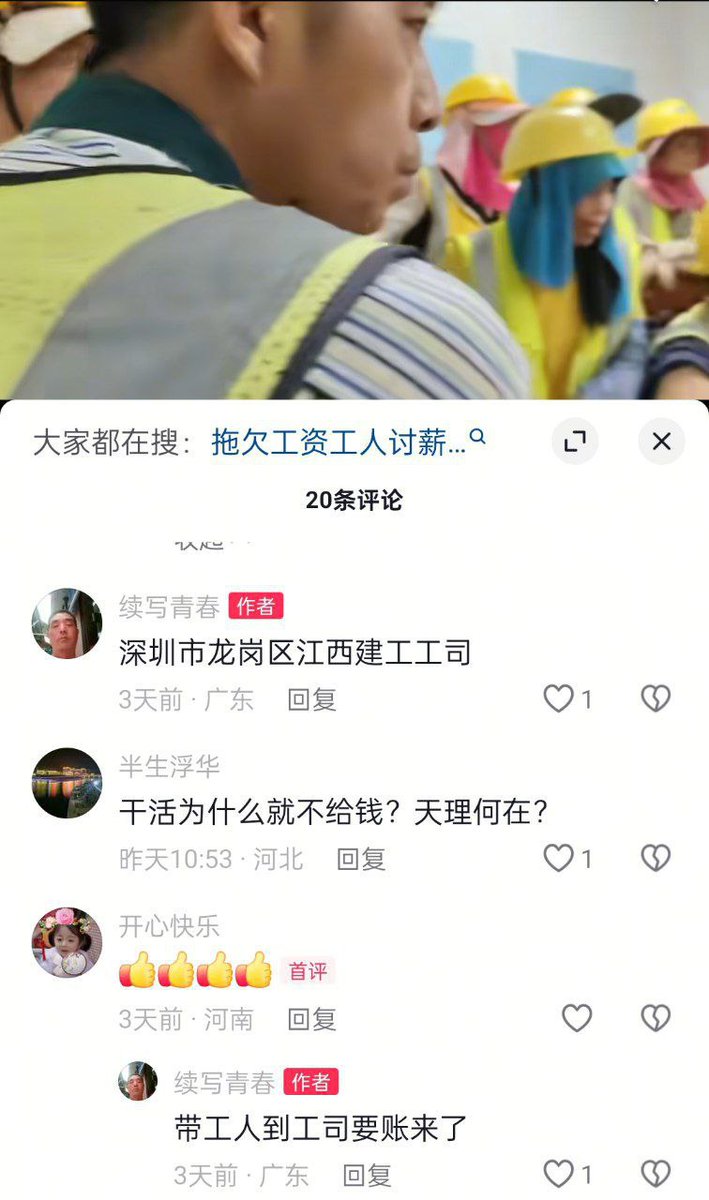 大家都在搜：拖欠工资工人讨薪...
20条评论
续写青春 作者
深圳市龙岗区江西建工工司
3天前 · 广东 回复 1
半生浮华
干活为什么就不给钱？天理何在？
昨天10:53 · 河北 回复 1
开心快乐
👍👍👍👍 首评
3天前 · 河南 回复
续写青春 作者
带工人到工司要账来了
3天前 · 广东 回复 1